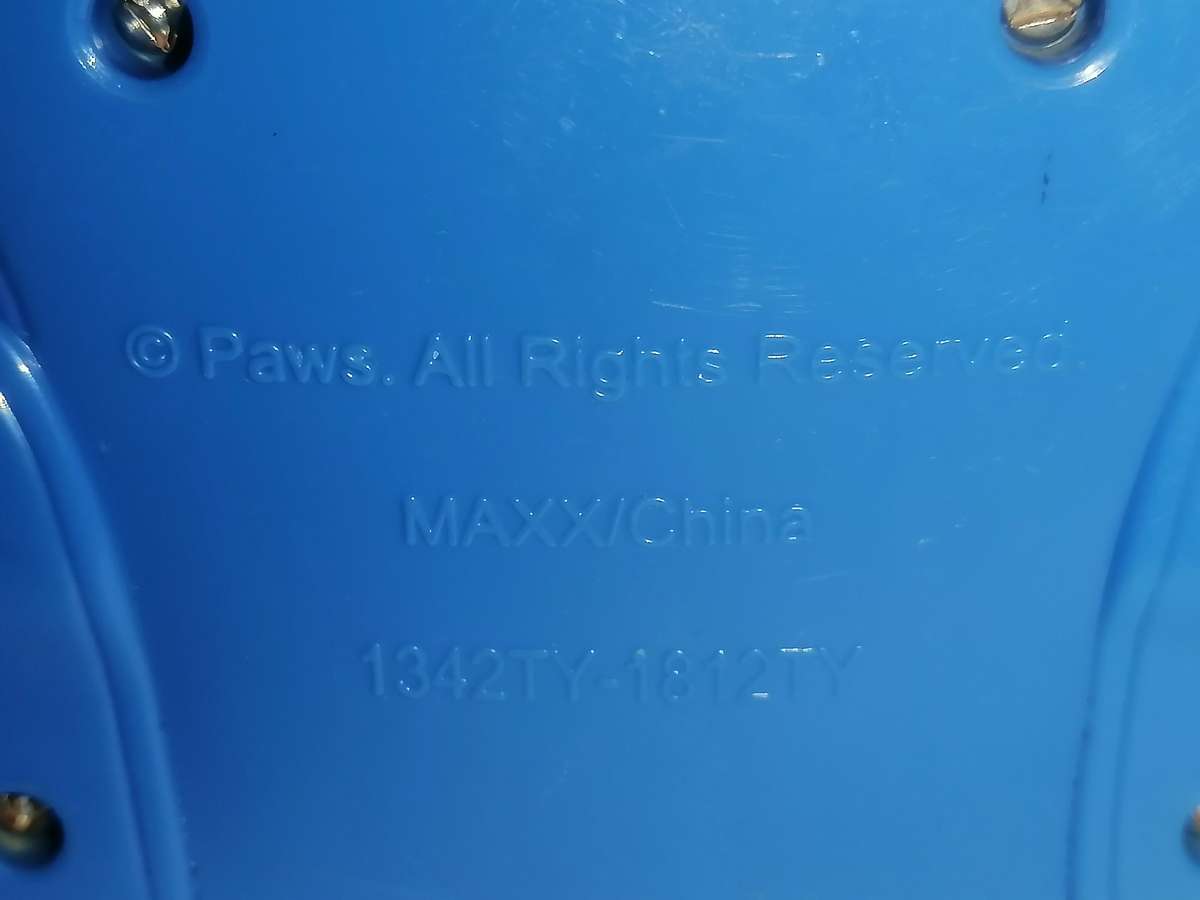 © Paws. All Rights Reserved.
MAXX/China
1342TY-1812TY